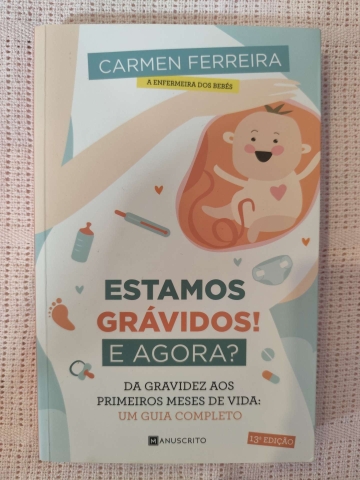 CARMEN FERREIRA
A ENFERMEIRA DOS BEBÉS
ESTAMOS
GRÁVIDOS!
E AGORA?
DA GRAVIDEZ AOS
PRIMEIROS MESES DE VIDA:
UM GUIA COMPLETO
MANUSCRITO
13ª EDIÇÃO